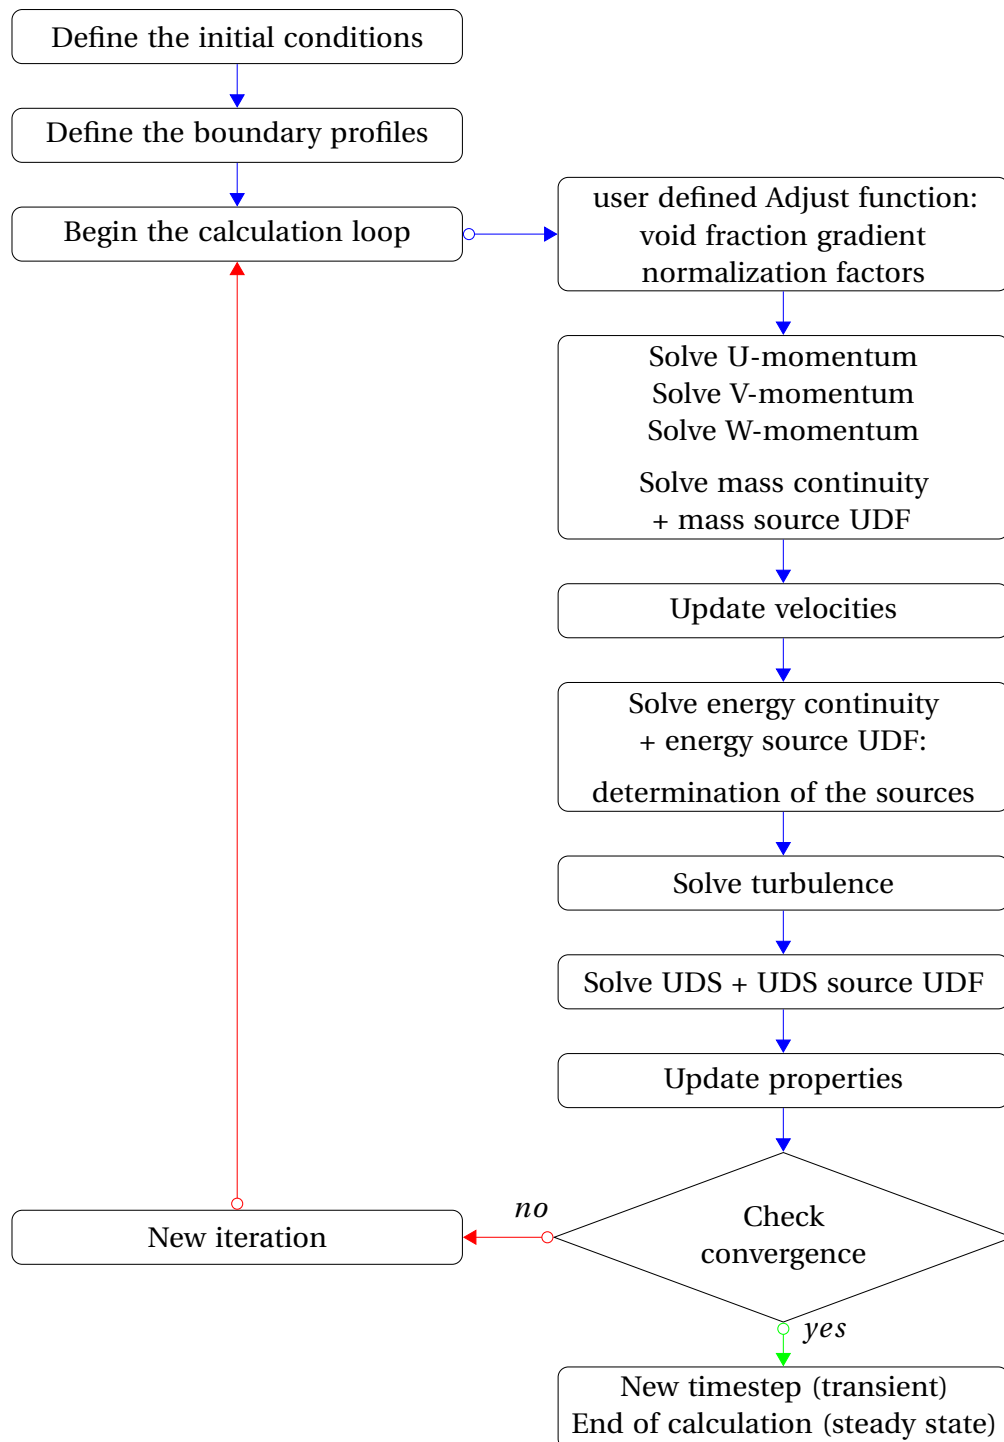 Define the initial conditions
Define the boundary profiles
Begin the calculation loop
user defined Adjust function:
void fraction gradient
normalization factors
Solve U-momentum
Solve V-momentum
Solve W-momentum
Solve mass continuity
+ mass source UDF
Update velocities
Solve energy continuity
+ energy source UDF:
determination of the sources
Solve turbulence
Solve UDS + UDS source UDF
Update properties
Check
convergence
no
New iteration
yes
New timestep (transient)
End of calculation (steady state)